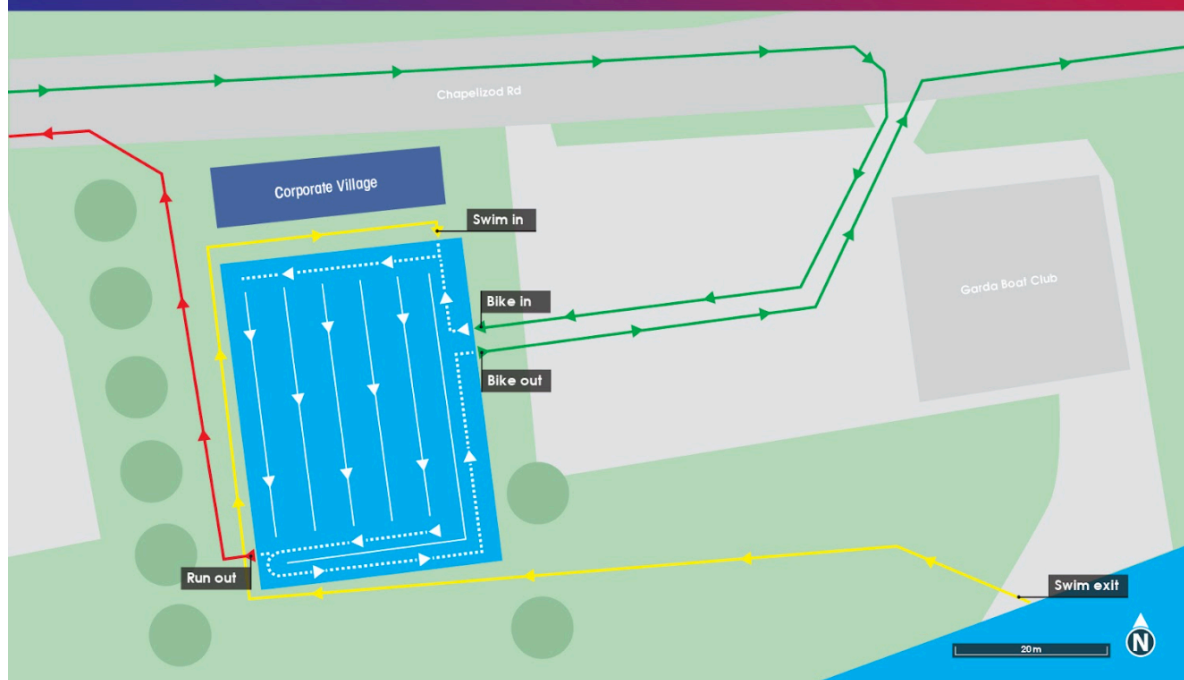 Chapelizod Rd
Corporate Village
Swim in
Bike in
Garda Boat Club
Bike out
Run out
Swim exit
20m
N